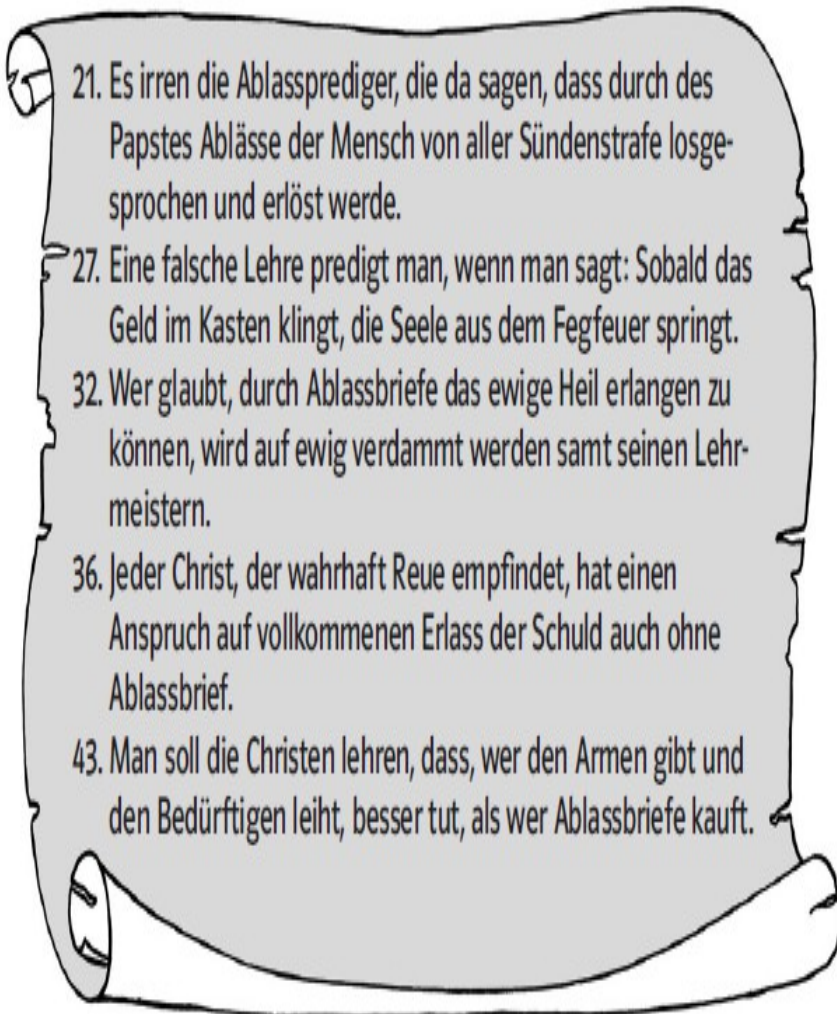 21. Es irren die Ablassprediger, die da sagen, dass durch des
Papstes Ablässe der Mensch von aller Sündenstrafe losge-
sprochen und erlöst werde.
27. Eine falsche Lehre predigt man, wenn man sagt: Sobald das
Geld im Kasten klingt, die Seele aus dem Fegfeuer springt.
32. Wer glaubt, durch Ablassbriefe das ewige Heil erlangen zu
können, wird auf ewig verdammt werden samt seinen Lehr-
meistern.
36. Jeder Christ, der wahrhaft Reue empfindet, hat einen
Anspruch auf vollkommenen Erlass der Schuld auch ohne
Ablassbrief.
43. Man soll die Christen lehren, dass, wer den Armen gibt und
den Bedürftigen leiht, besser tut, als wer Ablassbriefe kauft.